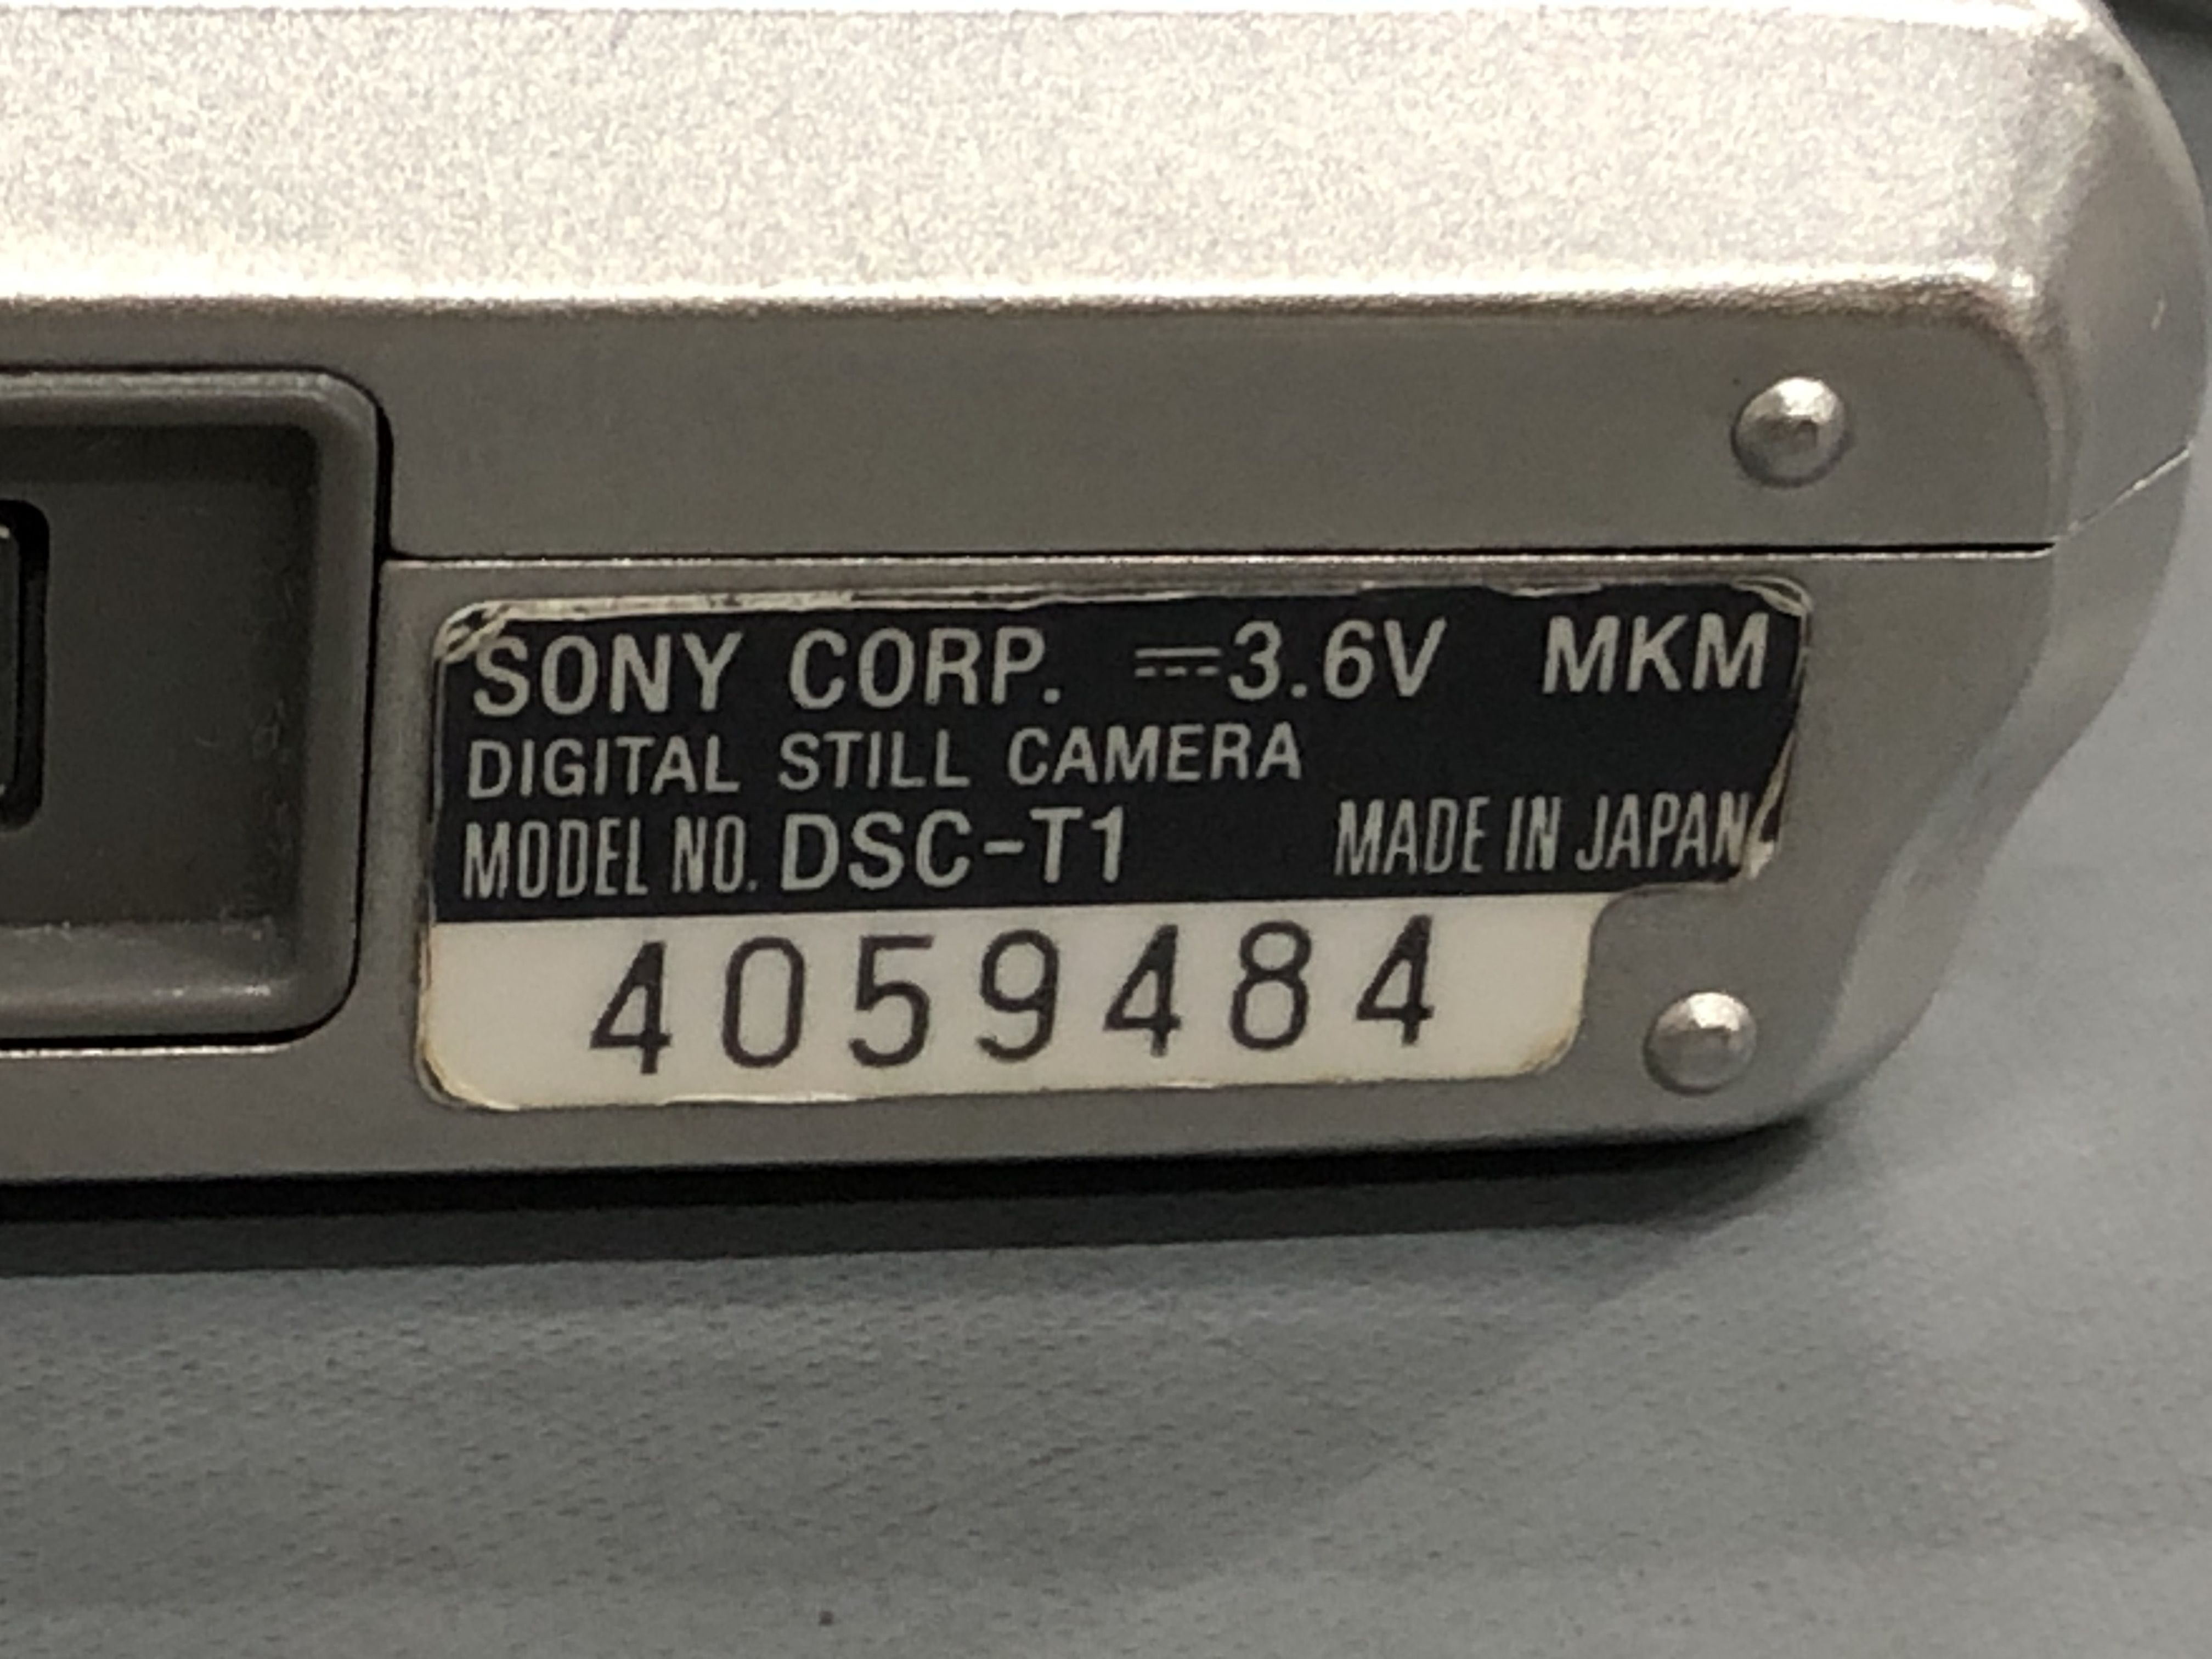 SONY CORP. ⎓3.6V MKM
DIGITAL STILL CAMERA
MODEL NO. DSC-T1 MADE IN JAPAN
4059484